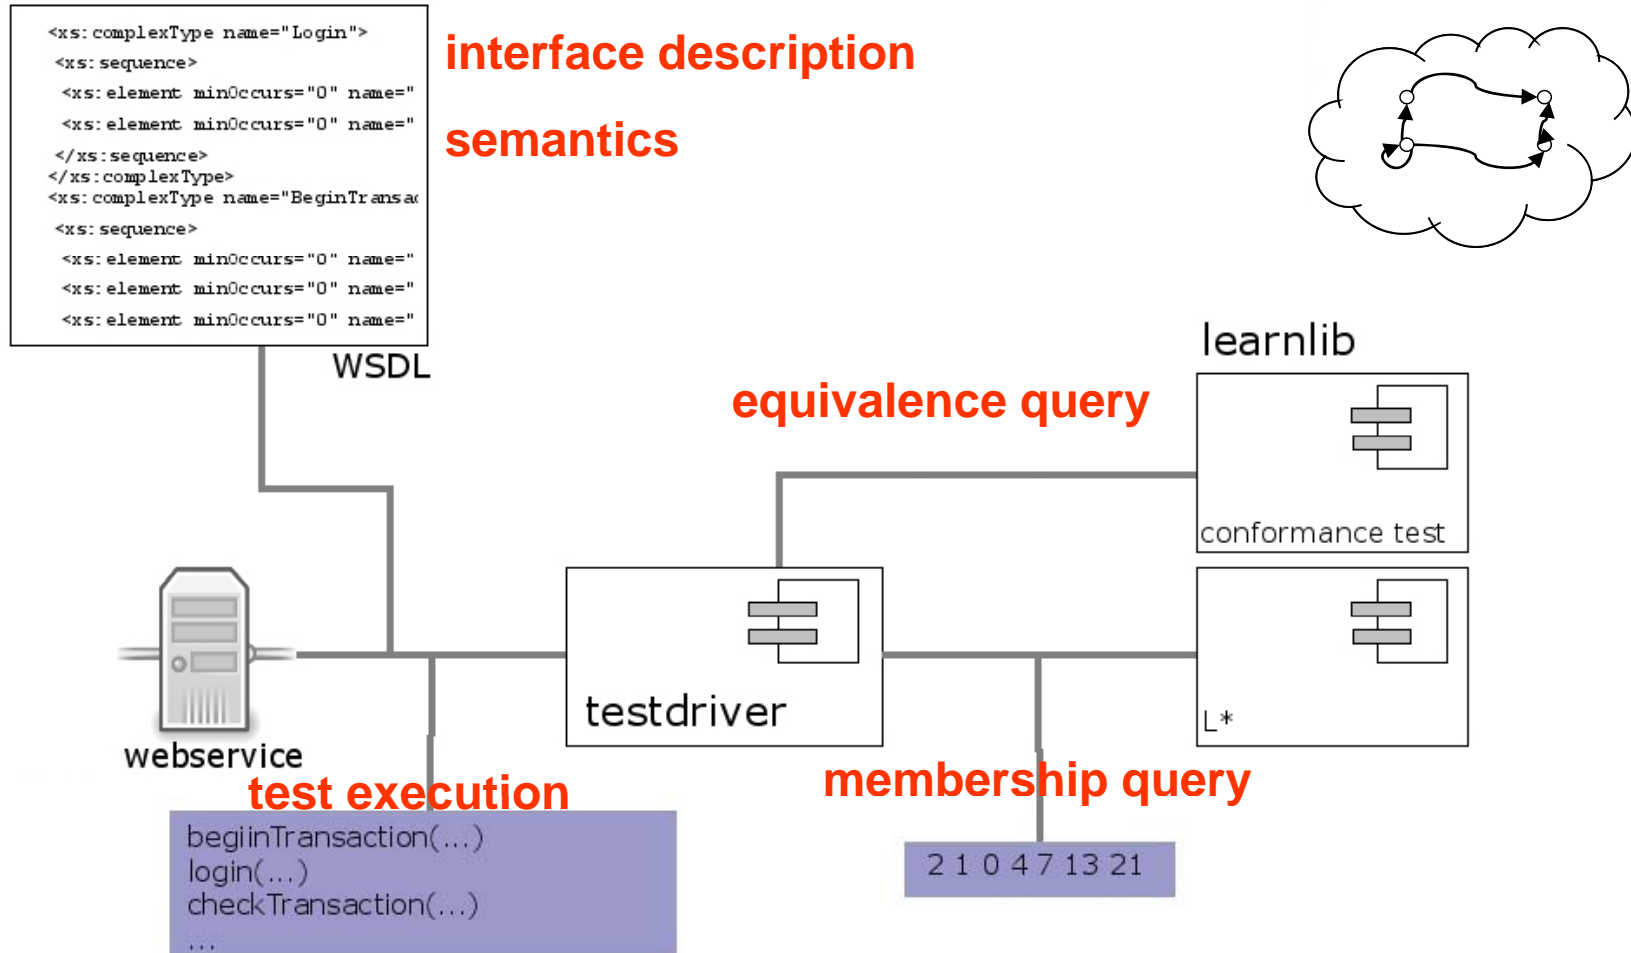 <xs:complexType name="Login">
<xs:sequence>
<xs:element minOccurs="0" name="
<xs:element minOccurs="0" name="
</xs:sequence>
</xs:complexType>
<xs:complexType name="BeginTransac
<xs:sequence>
<xs:element minOccurs="0" name="
<xs:element minOccurs="0" name="
<xs:element minOccurs="0" name="
WSDL
interface description
semantics
learnlib
equivalence query
conformance test
testdriver
L*
webservice
test execution
membership query
begiinTransaction(...)
login(...)
checkTransaction(...)
...
2 1 0 4 7 13 21